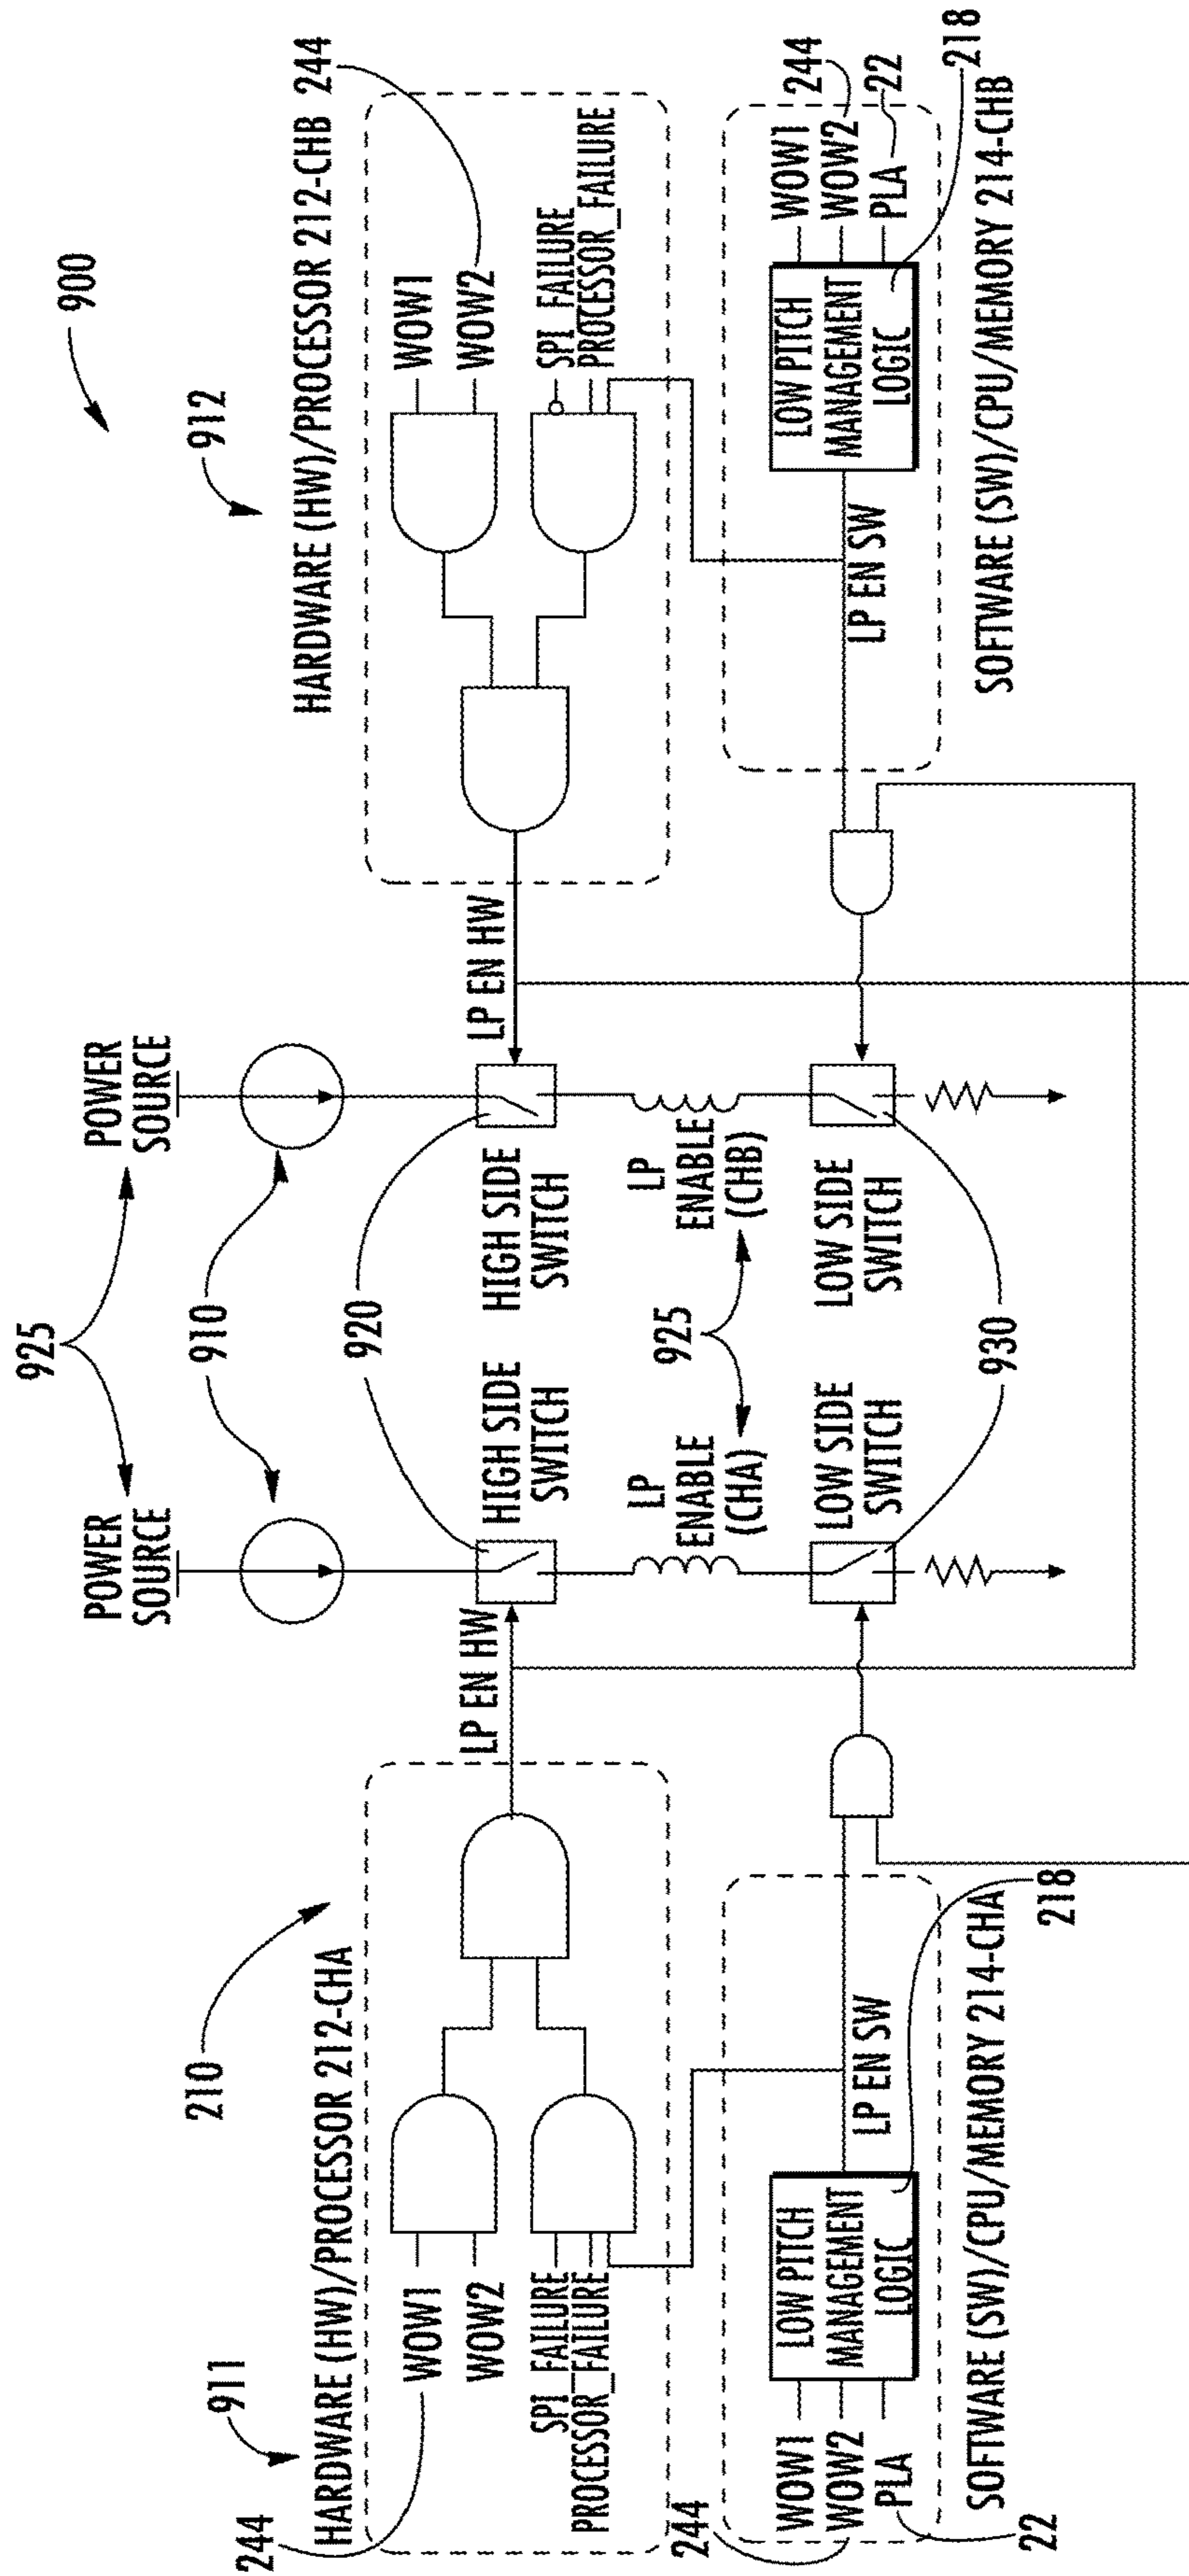 900
925
POWER
SOURCE
POWER
SOURCE
910
911
210
912
HARDWARE (HW)/PROCESSOR 212-CHA
HARDWARE (HW)/PROCESSOR 212-CHB
244
244
WOW1
WOW2
SPI_FAILURE
PROCESSOR_FAILURE
LP EN HW
920
HIGH SIDE
SWITCH
HIGH SIDE
SWITCH
LP EN HW
WOW1
WOW2
SPI_FAILURE
PROCESSOR_FAILURE
LP
ENABLE
(CHA)
925
LP
ENABLE
(CHB)
244
WOW1
WOW2
PLA
22
LOW PITCH
MANAGEMENT
LOGIC
LP EN SW
218
LOW SIDE
SWITCH
LOW SIDE
SWITCH
930
LP EN SW
LOW PITCH
MANAGEMENT
LOGIC
WOW1
WOW2
PLA
244
22
218
SOFTWARE (SW)/CPU/MEMORY 214-CHA
SOFTWARE (SW)/CPU/MEMORY 214-CHB